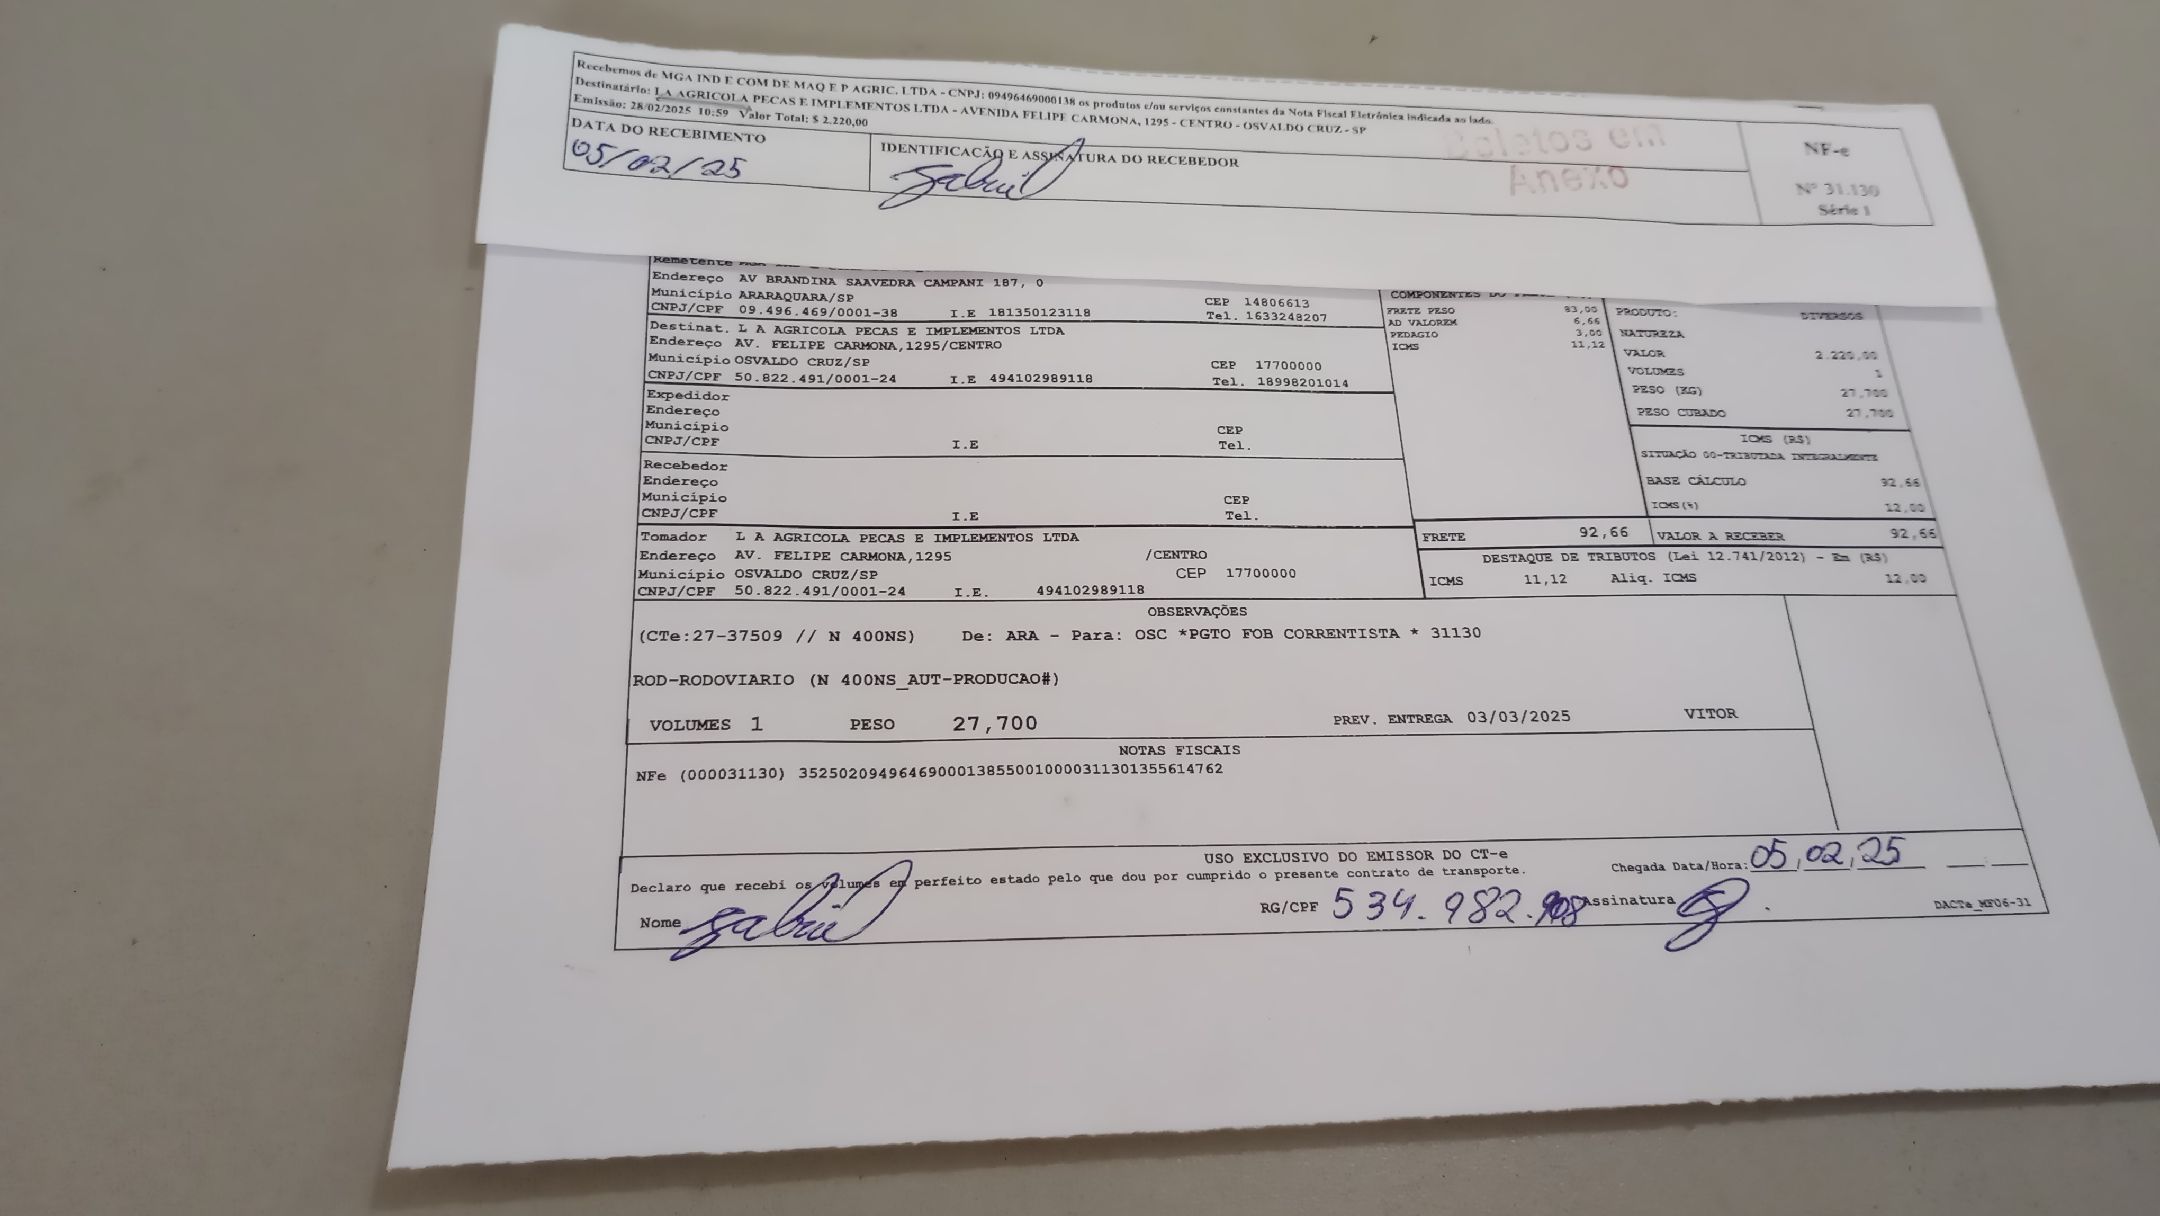 Recebemos de MGA IND E COM DE MAQ E P AGRIC. LTDA - CNPJ: 09496469000138 os produtos e/ou serviços constantes da Nota Fiscal Eletrônica indicada ao lado.
Destinatário: LA AGRICOLA PECAS E IMPLEMENTOS LTDA - AVENIDA FELIPE CARMONA, 1295 - CENTRO - OSVALDO CRUZ - SP
Emissão: 28/02/2025 10:59 Valor Total: $ 2.220,00
DATA DO RECEBIMENTO
05/02/25
IDENTIFICACÃO E ASSINATURA DO RECEBEDOR
Gabriel
Boletos em
Anexo
NF-e
Nº 31.130
Série 1
Remetente
Endereço AV BRANDINA SAAVEDRA CAMPANI 187, 0
Município ARARAQUARA/SP CEP 14806613
CNPJ/CPF 09.496.469/0001-38 I.E 181350123118 Tel. 1633248207
Destinat. L A AGRICOLA PECAS E IMPLEMENTOS LTDA
Endereço AV. FELIPE CARMONA,1295/CENTRO
Município OSVALDO CRUZ/SP CEP 17700000
CNPJ/CPF 50.822.491/0001-24 I.E 494102989118 Tel. 18998201014
Expedidor
Endereço
Município CEP
CNPJ/CPF I.E Tel.
Recebedor
Endereço
Município CEP
CNPJ/CPF I.E Tel.
Tomador L A AGRICOLA PECAS E IMPLEMENTOS LTDA
Endereço AV. FELIPE CARMONA,1295 /CENTRO
Município OSVALDO CRUZ/SP CEP 17700000
CNPJ/CPF 50.822.491/0001-24 I.E. 494102989118
COMPONENTES DO
FRETE PESO 83,00
AD VALOREM 6,66
PEDAGIO 3,00
ICMS 11,12
PRODUTO: DIVERSOS
NATUREZA
VALOR 2.220,00
VOLUMES 1
PESO (KG) 27,700
PESO CUBADO 27,700
ICMS (R$)
SITUAÇÃO 00-TRIBUTADA INTEGRALMENTE
BASE CÁLCULO 92,66
ICMS(%) 12,00
FRETE 92,66 VALOR A RECEBER 92,66
DESTAQUE DE TRIBUTOS (Lei 12.741/2012) - Em (R$)
ICMS 11,12 Aliq. ICMS 12,00
OBSERVAÇÕES
(CTe:27-37509 // N 400NS) De: ARA - Para: OSC *PGTO FOB CORRENTISTA * 31130
ROD-RODOVIARIO (N 400NS_AUT-PRODUCAO#)
VOLUMES 1 PESO 27,700 PREV. ENTREGA 03/03/2025 VITOR
NOTAS FISCAIS
NFe (000031130) 35250209496469000138550010000311301355614762
USO EXCLUSIVO DO EMISSOR DO CT-e
Declaro que recebi os volumes em perfeito estado pelo que dou por cumprido o presente contrato de transporte.
Chegada Data/Hora: 05,02,25
Nome Gabriel RG/CPF 534.982.908 Assinatura
DACTe_MF06-31